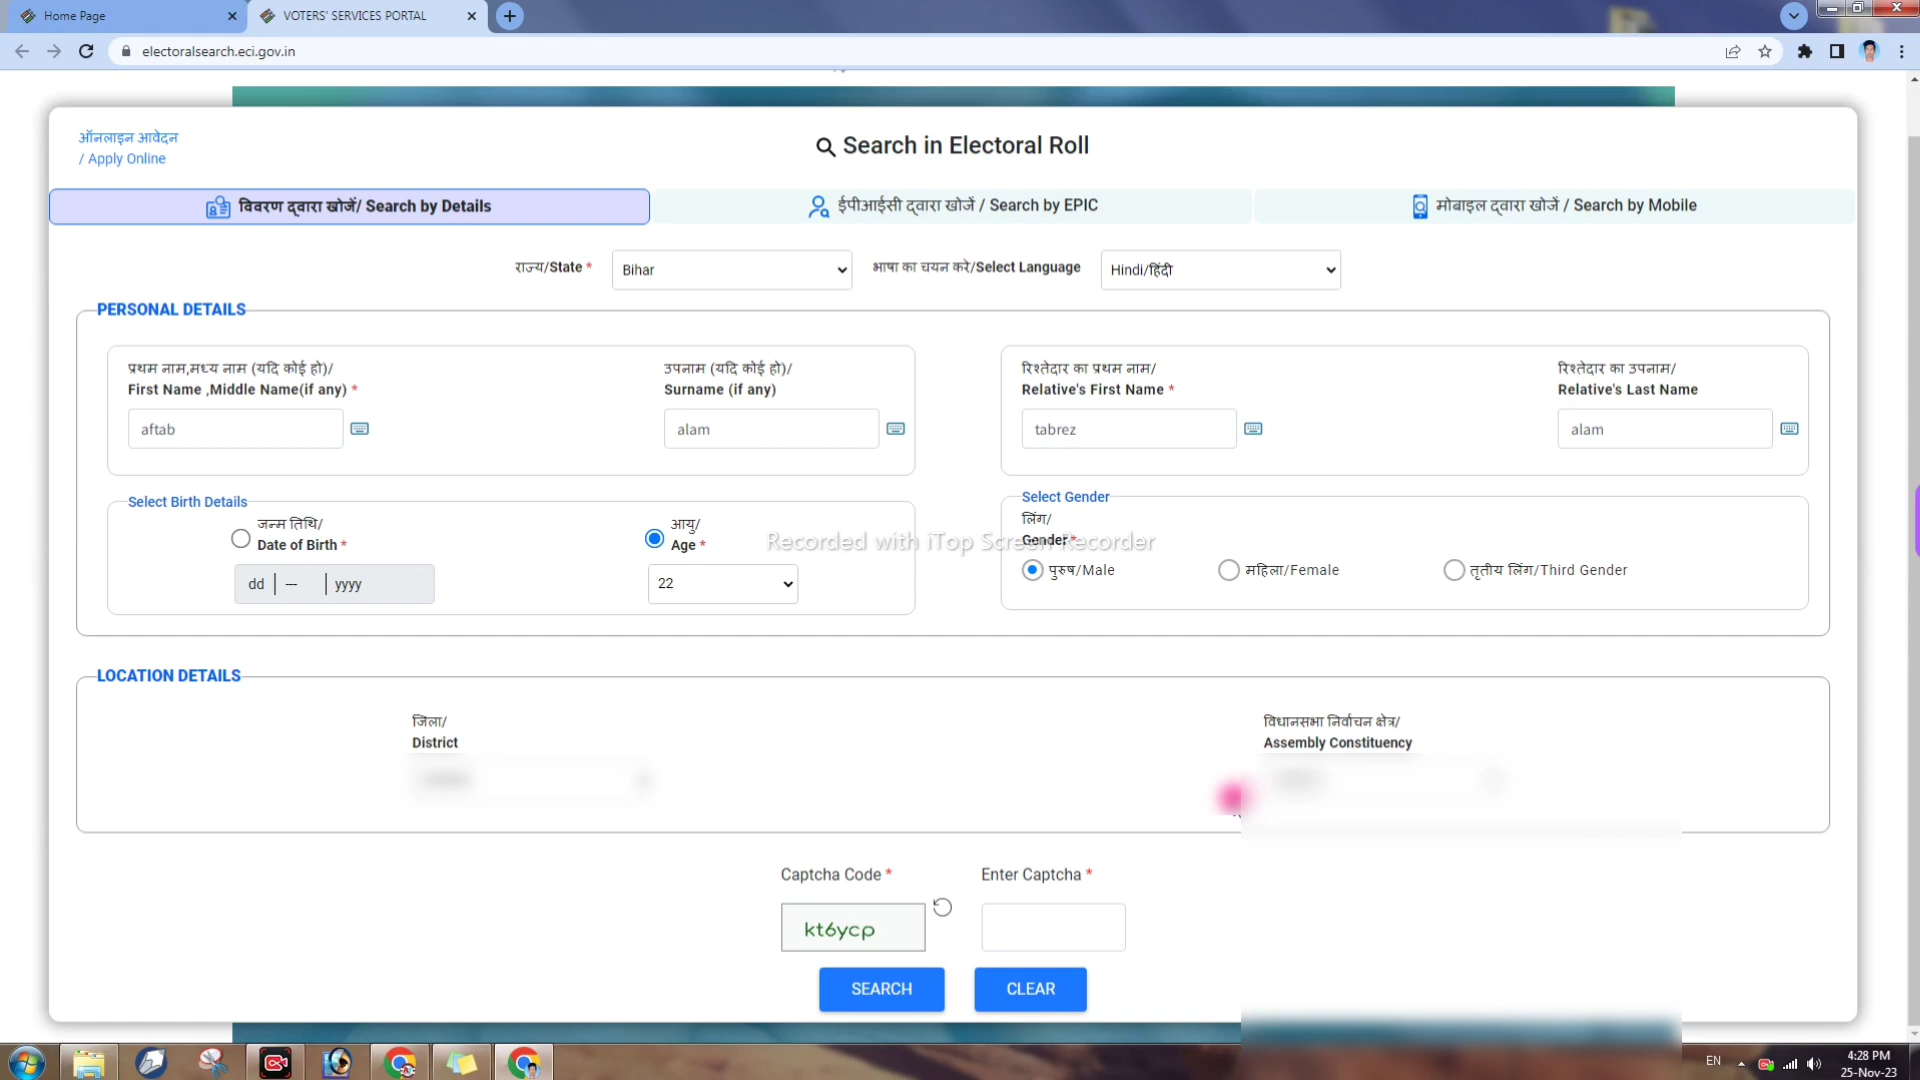 Home Page
VOTERS' SERVICES PORTAL
electoralsearch.eci.gov.in
ऑनलाइन आवेदन
/ Apply Online
Search in Electoral Roll
विवरण द्वारा खोजें/ Search by Details
ईपीआईसी द्वारा खोजें / Search by EPIC
मोबाइल द्वारा खोजें / Search by Mobile
राज्य/State *
Bihar
भाषा का चयन करे/Select Language
Hindi/हिंदी
PERSONAL DETAILS
प्रथम नाम,मध्य नाम (यदि कोई हो)/
First Name ,Middle Name(if any) *
aftab
उपनाम (यदि कोई हो)/
Surname (if any)
alam
रिश्तेदार का प्रथम नाम/
Relative's First Name *
tabrez
रिश्तेदार का उपनाम/
Relative's Last Name
alam
Select Birth Details
जन्म तिथि/
Date of Birth *
dd --- yyyy
आयु/
Age *
22
Select Gender
लिंग/
Gender *
पुरुष/Male
महिला/Female
तृतीय लिंग/Third Gender
Recorded with iTop Screen Recorder
LOCATION DETAILS
जिला/
District
विधानसभा निर्वाचन क्षेत्र/
Assembly Constituency
Captcha Code *
Enter Captcha *
kt6ycp
SEARCH
CLEAR
EN
4:28 PM
25-Nov-23